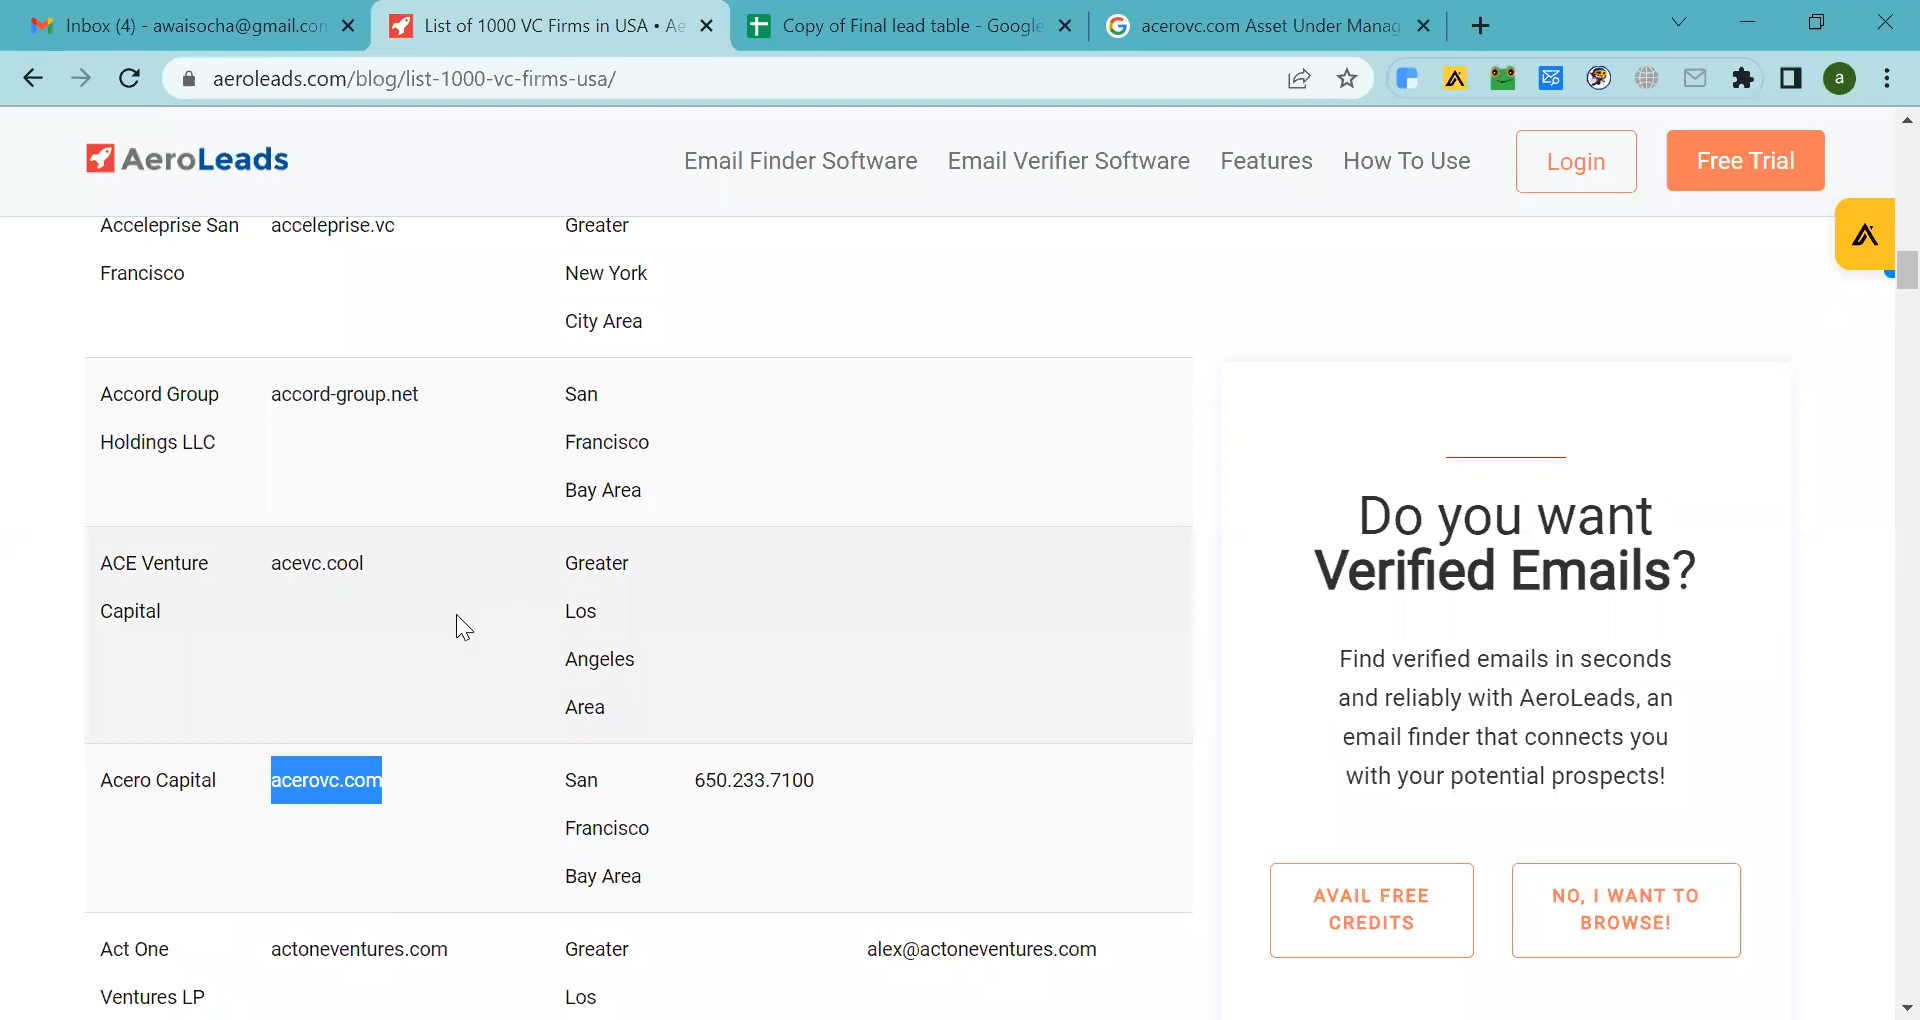 Inbox (4) - awaisocha@gmail.con
List of 1000 VC Firms in USA • Ae
Copy of Final lead table - Google
acerovc.com Asset Under Manag
aeroleads.com/blog/list-1000-vc-firms-usa/
a
AeroLeads
Email Finder Software
Email Verifier Software
Features
How To Use
Login
Free Trial
Acceleprise San
Francisco
acceleprise.vc
Greater
New York
City Area
Accord Group
Holdings LLC
accord-group.net
San
Francisco
Bay Area
ACE Venture
Capital
acevc.cool
Greater
Los
Angeles
Area
Acero Capital
acerovc.com
San
Francisco
Bay Area
650.233.7100
Act One
Ventures LP
actoneventures.com
Greater
Los
alex@actoneventures.com
Do you want
Verified Emails?
Find verified emails in seconds
and reliably with AeroLeads, an
email finder that connects you
with your potential prospects!
AVAIL FREE
CREDITS
NO, I WANT TO
BROWSE!